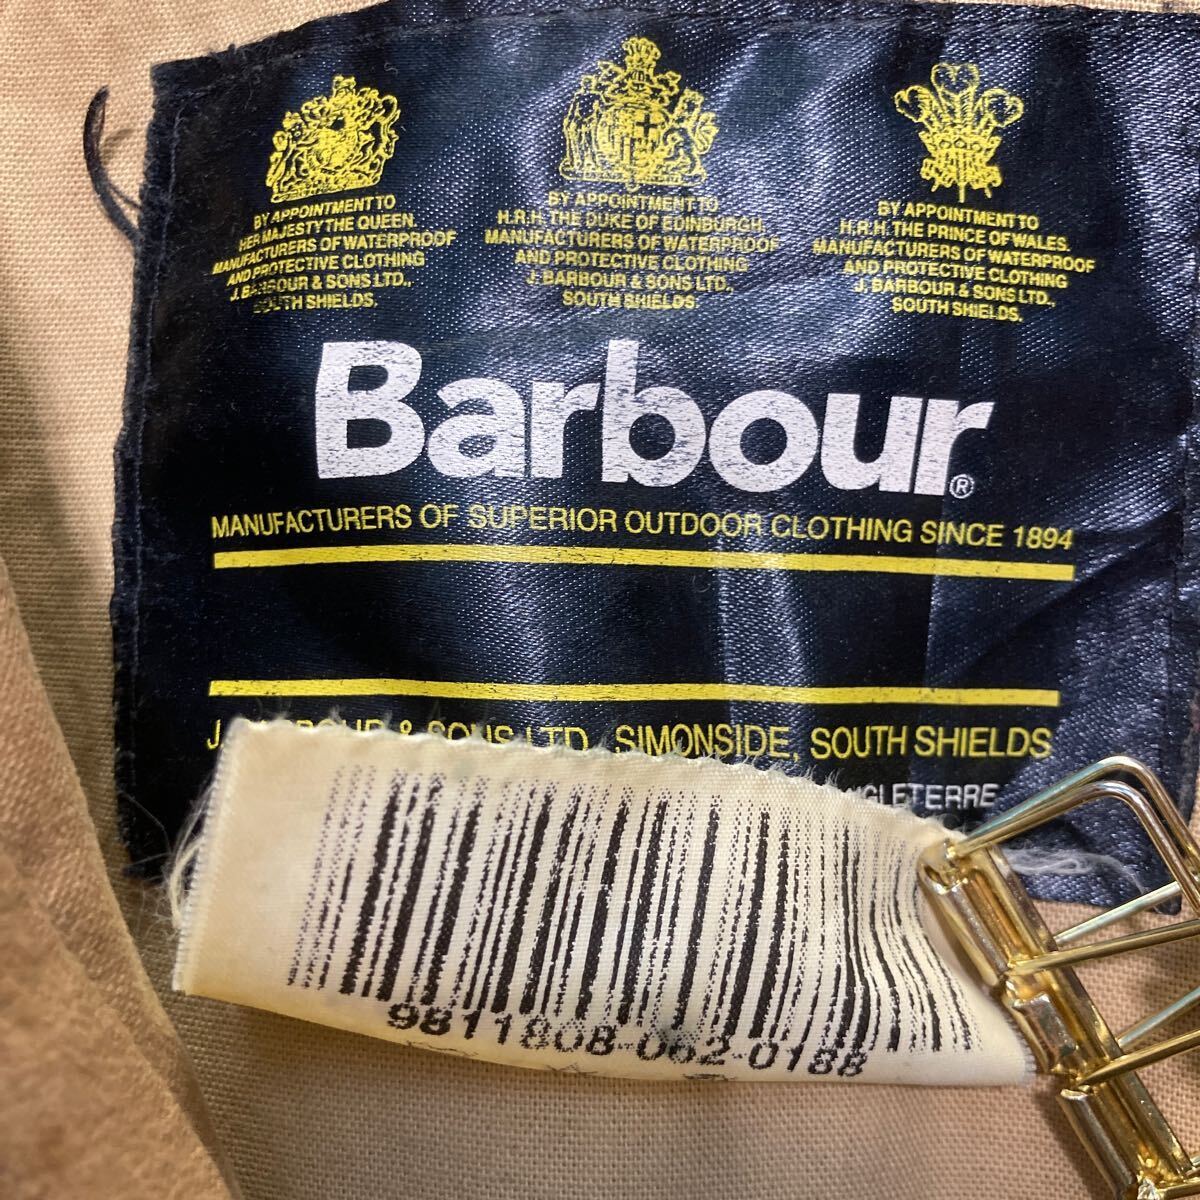 BY APPOINTMENT TO
HER MAJESTY THE QUEEN.
MANUFACTURERS OF WATERPROOF
AND PROTECTIVE CLOTHING
J. BARBOUR & SONS LTD.,
SOUTH SHIELDS.
BY APPOINTMENT TO
H.R.H. THE DUKE OF EDINBURGH.
MANUFACTURERS OF WATERPROOF
AND PROTECTIVE CLOTHING
J. BARBOUR & SONS LTD.,
SOUTH SHIELDS.
BY APPOINTMENT TO
H.R.H. THE PRINCE OF WALES.
MANUFACTURERS OF WATERPROOF
AND PROTECTIVE CLOTHING
J. BARBOUR & SONS LTD.,
SOUTH SHIELDS.
Barbour®
MANUFACTURERS OF SUPERIOR OUTDOOR CLOTHING SINCE 1894
J. BARBOUR & SONS LTD. SIMONSIDE, SOUTH SHIELDS
9811808-062-0188